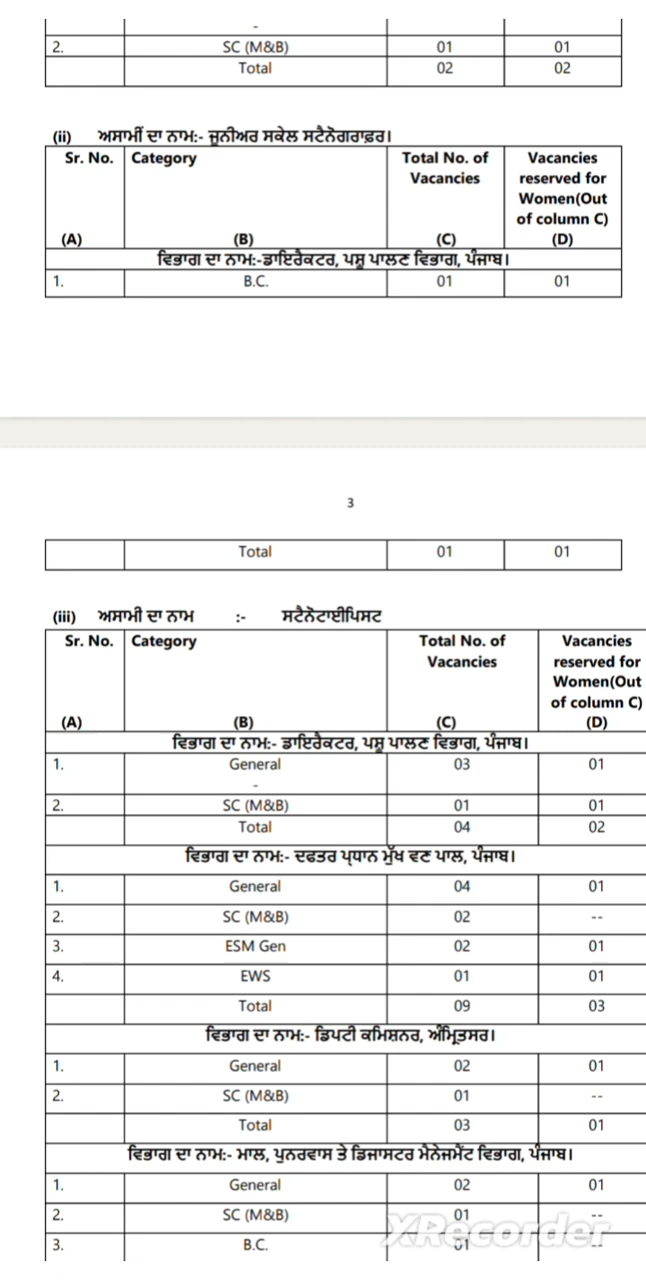 -
2. SC (M&B) 01 01
Total 02 02
(ii) ਅਸਾਮੀਂ ਦਾ ਨਾਮ:- ਜੂਨੀਅਰ ਸਕੇਲ ਸਟੈਨੋਗਰਾਫ਼ਰ।
Sr. No. Category Total No. of Vacancies
Vacancies reserved for
Women(Out
of column C)
(A) (B) (C) (D)
ਵਿਭਾਗ ਦਾ ਨਾਮ:-ਡਾਇਰੈਕਟਰ, ਪਸ਼ੂ ਪਾਲਣ ਵਿਭਾਗ, ਪੰਜਾਬ।
1. B.C. 01 01
3
Total 01 01
(iii) ਅਸਾਮੀ ਦਾ ਨਾਮ :- ਸਟੈਨੋਟਾਈਪਿਸਟ
Sr. No. Category Total No. of Vacancies
Vacancies reserved for
Women(Out
of column C)
(A) (B) (C) (D)
ਵਿਭਾਗ ਦਾ ਨਾਮ:- ਡਾਇਰੈਕਟਰ, ਪਸ਼ੂ ਪਾਲਣ ਵਿਭਾਗ, ਪੰਜਾਬ।
1. General 03 01
-
2. SC (M&B) 01 01
Total 04 02
ਵਿਭਾਗ ਦਾ ਨਾਮ:- ਦਫਤਰ ਪ੍ਰਧਾਨ ਮੁੱਖ ਵਣ ਪਾਲ, ਪੰਜਾਬ।
1. General 04 01
2. SC (M&B) 02 --
3. ESM Gen 02 01
4. EWS 01 01
Total 09 03
ਵਿਭਾਗ ਦਾ ਨਾਮ:- ਡਿਪਟੀ ਕਮਿਸ਼ਨਰ, ਅੰਮ੍ਰਿਤਸਰ।
1. General 02 01
2. SC (M&B) 01 --
Total 03 01
ਵਿਭਾਗ ਦਾ ਨਾਮ:- ਮਾਲ, ਪੁਨਰਵਾਸ ਤੇ ਡਿਜਾਸਟਰ ਮੈਨੇਜਮੈਂਟ ਵਿਭਾਗ, ਪੰਜਾਬ।
1. General 02 01
2. SC (M&B) 01 --
3. B.C. 01 --
XRecorder